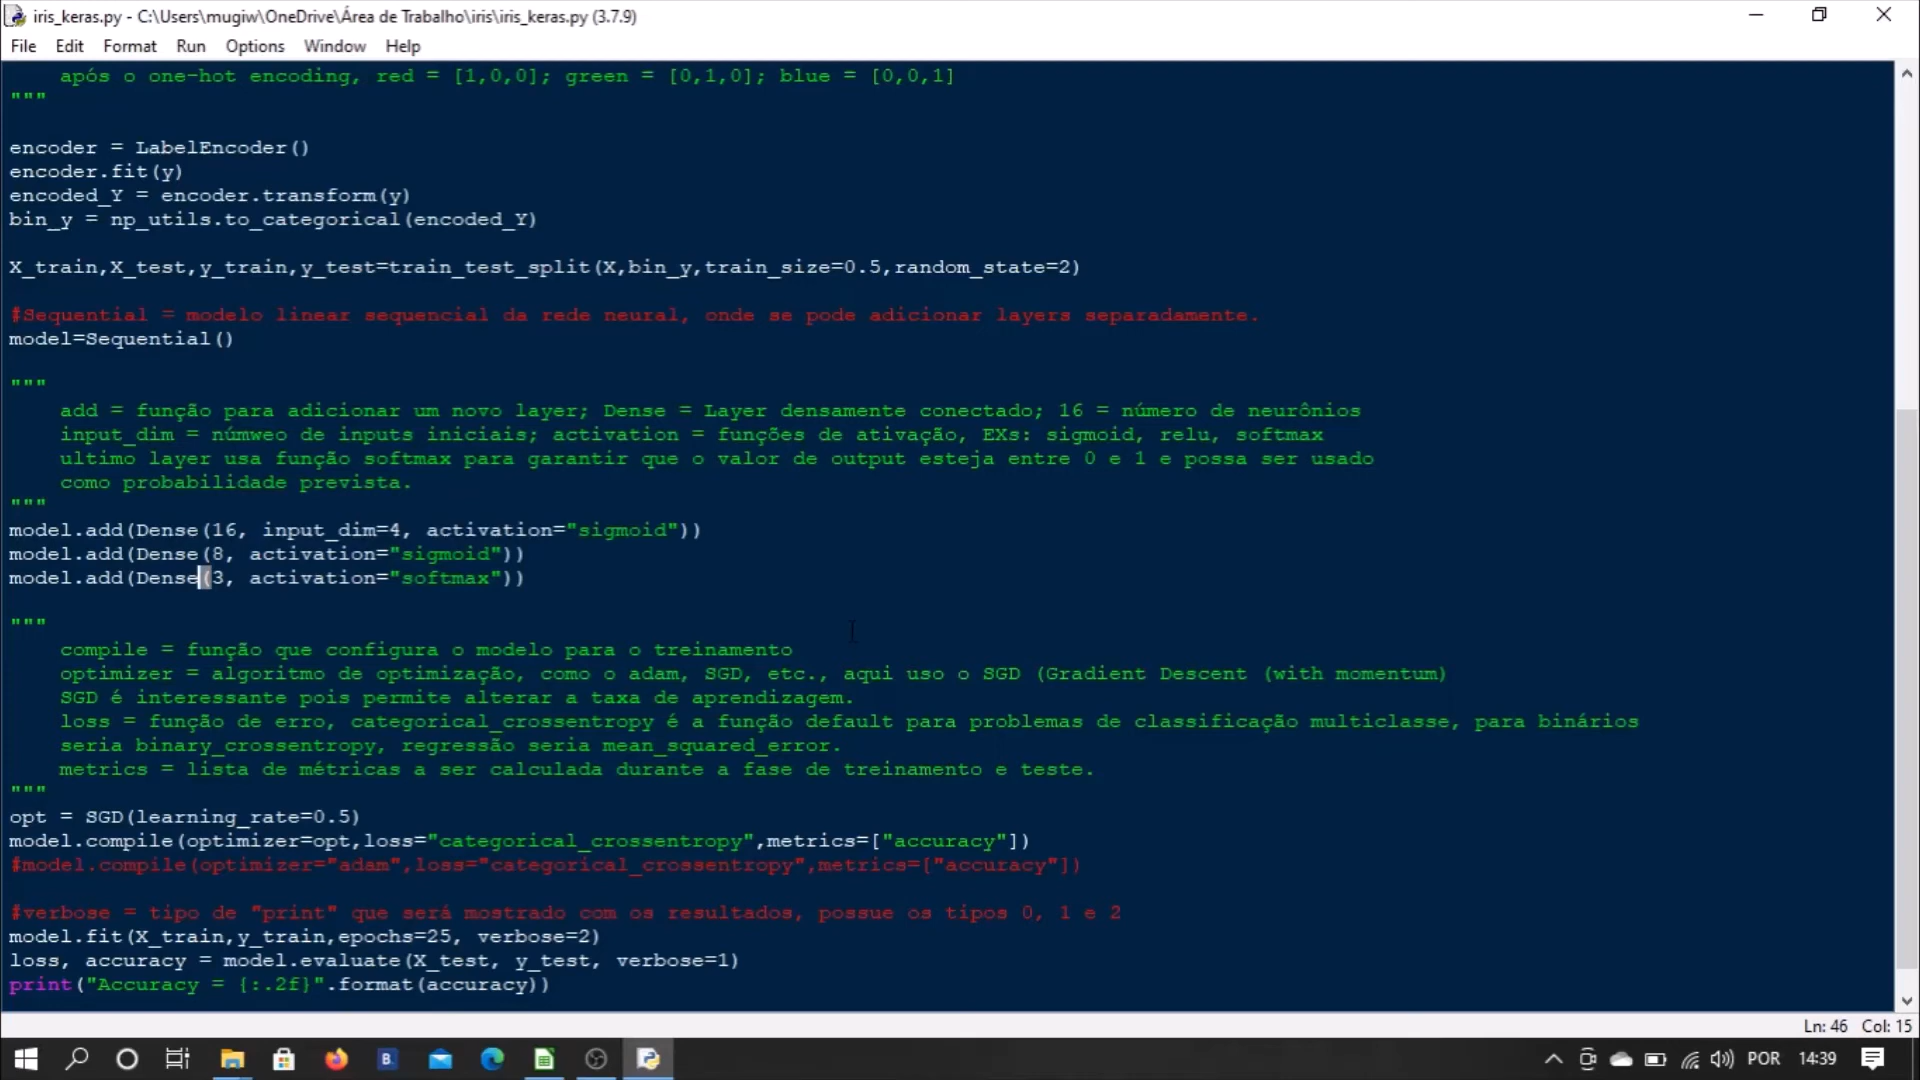 iris_keras.py - C:\Users\mugiw\OneDrive\Área de Trabalho\iris\iris_keras.py (3.7.9)
File Edit Format Run Options Window Help
após o one-hot encoding, red = [1,0,0]; green = [0,1,0]; blue = [0,0,1]
"""
encoder = LabelEncoder()
encoder.fit(y)
encoded_Y = encoder.transform(y)
bin_y = np_utils.to_categorical(encoded_Y)
X_train,X_test,y_train,y_test=train_test_split(X,bin_y,train_size=0.5,random_state=2)
#Sequential = modelo linear sequencial da rede neural, onde se pode adicionar layers separadamente.
model=Sequential()
"""
add = função para adicionar um novo layer; Dense = Layer densamente conectado; 16 = número de neurônios
input_dim = númweo de inputs iniciais; activation = funções de ativação, EXs: sigmoid, relu, softmax
ultimo layer usa função softmax para garantir que o valor de output esteja entre 0 e 1 e possa ser usado
como probabilidade prevista.
"""
model.add(Dense(16, input_dim=4, activation="sigmoid"))
model.add(Dense(8, activation="sigmoid"))
model.add(Dense(3, activation="softmax"))
"""
compile = função que configura o modelo para o treinamento
optimizer = algoritmo de optimização, como o adam, SGD, etc., aqui uso o SGD (Gradient Descent (with momentum)
SGD é interessante pois permite alterar a taxa de aprendizagem.
loss = função de erro, categorical_crossentropy é a função default para problemas de classificação multiclasse, para binários
seria binary_crossentropy, regressão seria mean_squared_error.
metrics = lista de métricas a ser calculada durante a fase de treinamento e teste.
"""
opt = SGD(learning_rate=0.5)
model.compile(optimizer=opt,loss="categorical_crossentropy",metrics=["accuracy"])
#model.compile(optimizer="adam",loss="categorical_crossentropy",metrics=["accuracy"])
#verbose = tipo de "print" que será mostrado com os resultados, possue os tipos 0, 1 e 2
model.fit(X_train,y_train,epochs=25, verbose=2)
loss, accuracy = model.evaluate(X_test, y_test, verbose=1)
print("Accuracy = {:.2f}".format(accuracy))
Ln: 46 Col: 15
B.
POR 14:39